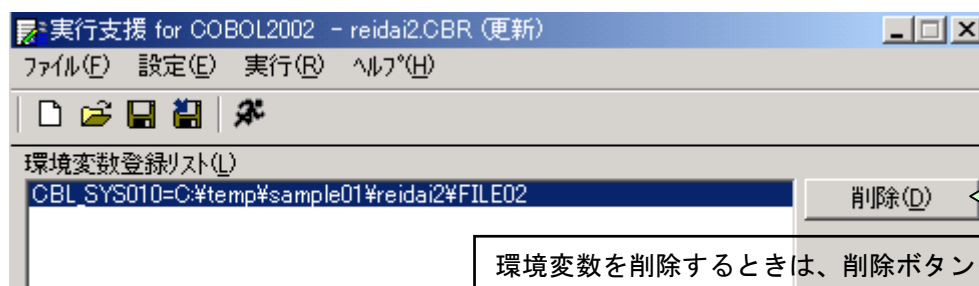 実行支援 for COBOL2002 - reidai2.CBR (更新)
ファイル(F) 設定(E) 実行(R) ヘルプ(H)
環境変数登録リスト(L)
CBL_SYS010=C:¥temp¥sample01¥reidai2¥FILE02
削除(D)
環境変数を削除するときは、削除ボタン